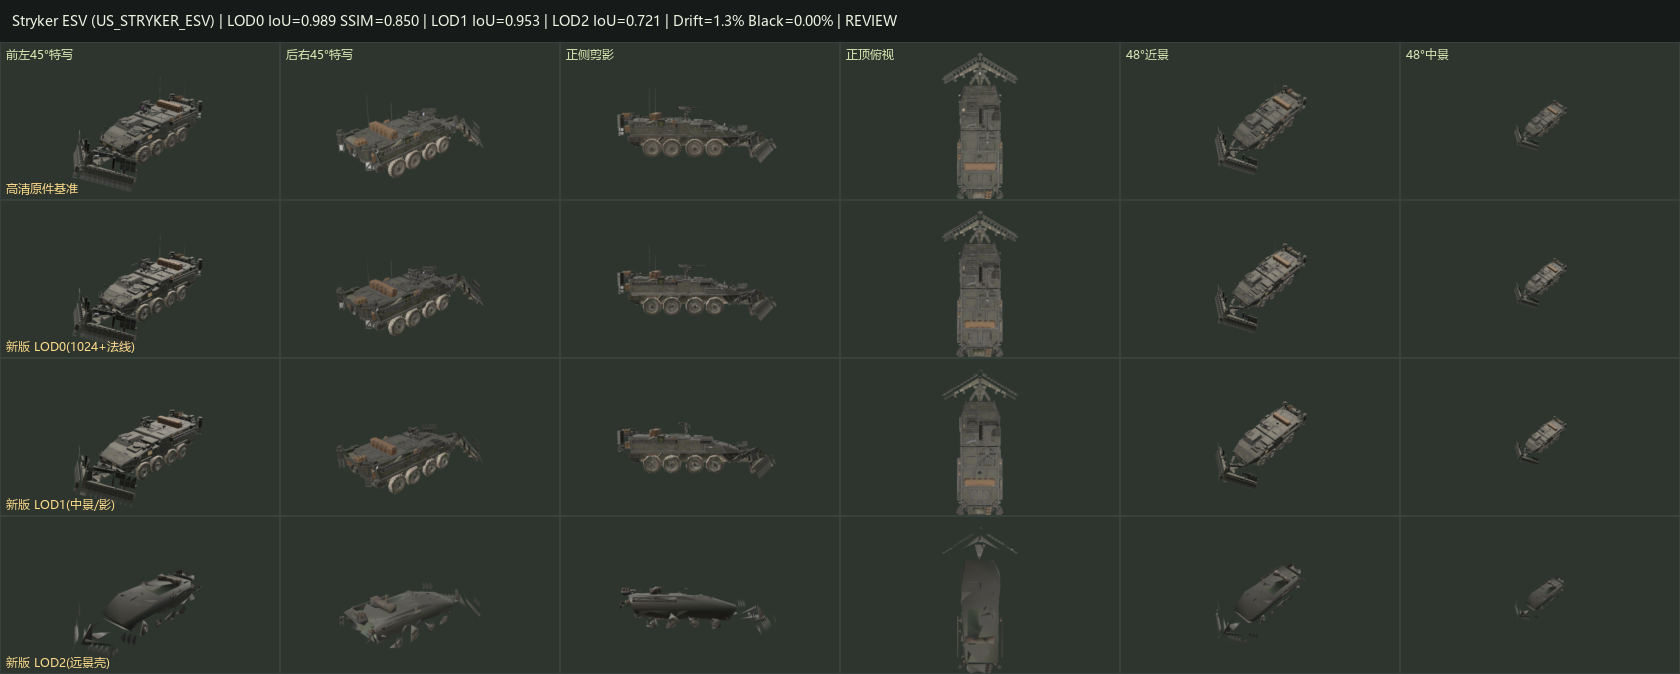 Stryker ESV (US_STRYKER_ESV) | LOD0 IoU=0.989 SSIM=0.850 | LOD1 IoU=0.953 | LOD2 IoU=0.721 | Drift=1.3% Black=0.00% | REVIEW
前左45°特写
后右45°特写
正侧剪影
正顶俯视
48°近景
48°中景
高清原件基准
新版 LOD0(1024+法线)
新版 LOD1(中景/影)
新版 LOD2(远景壳)